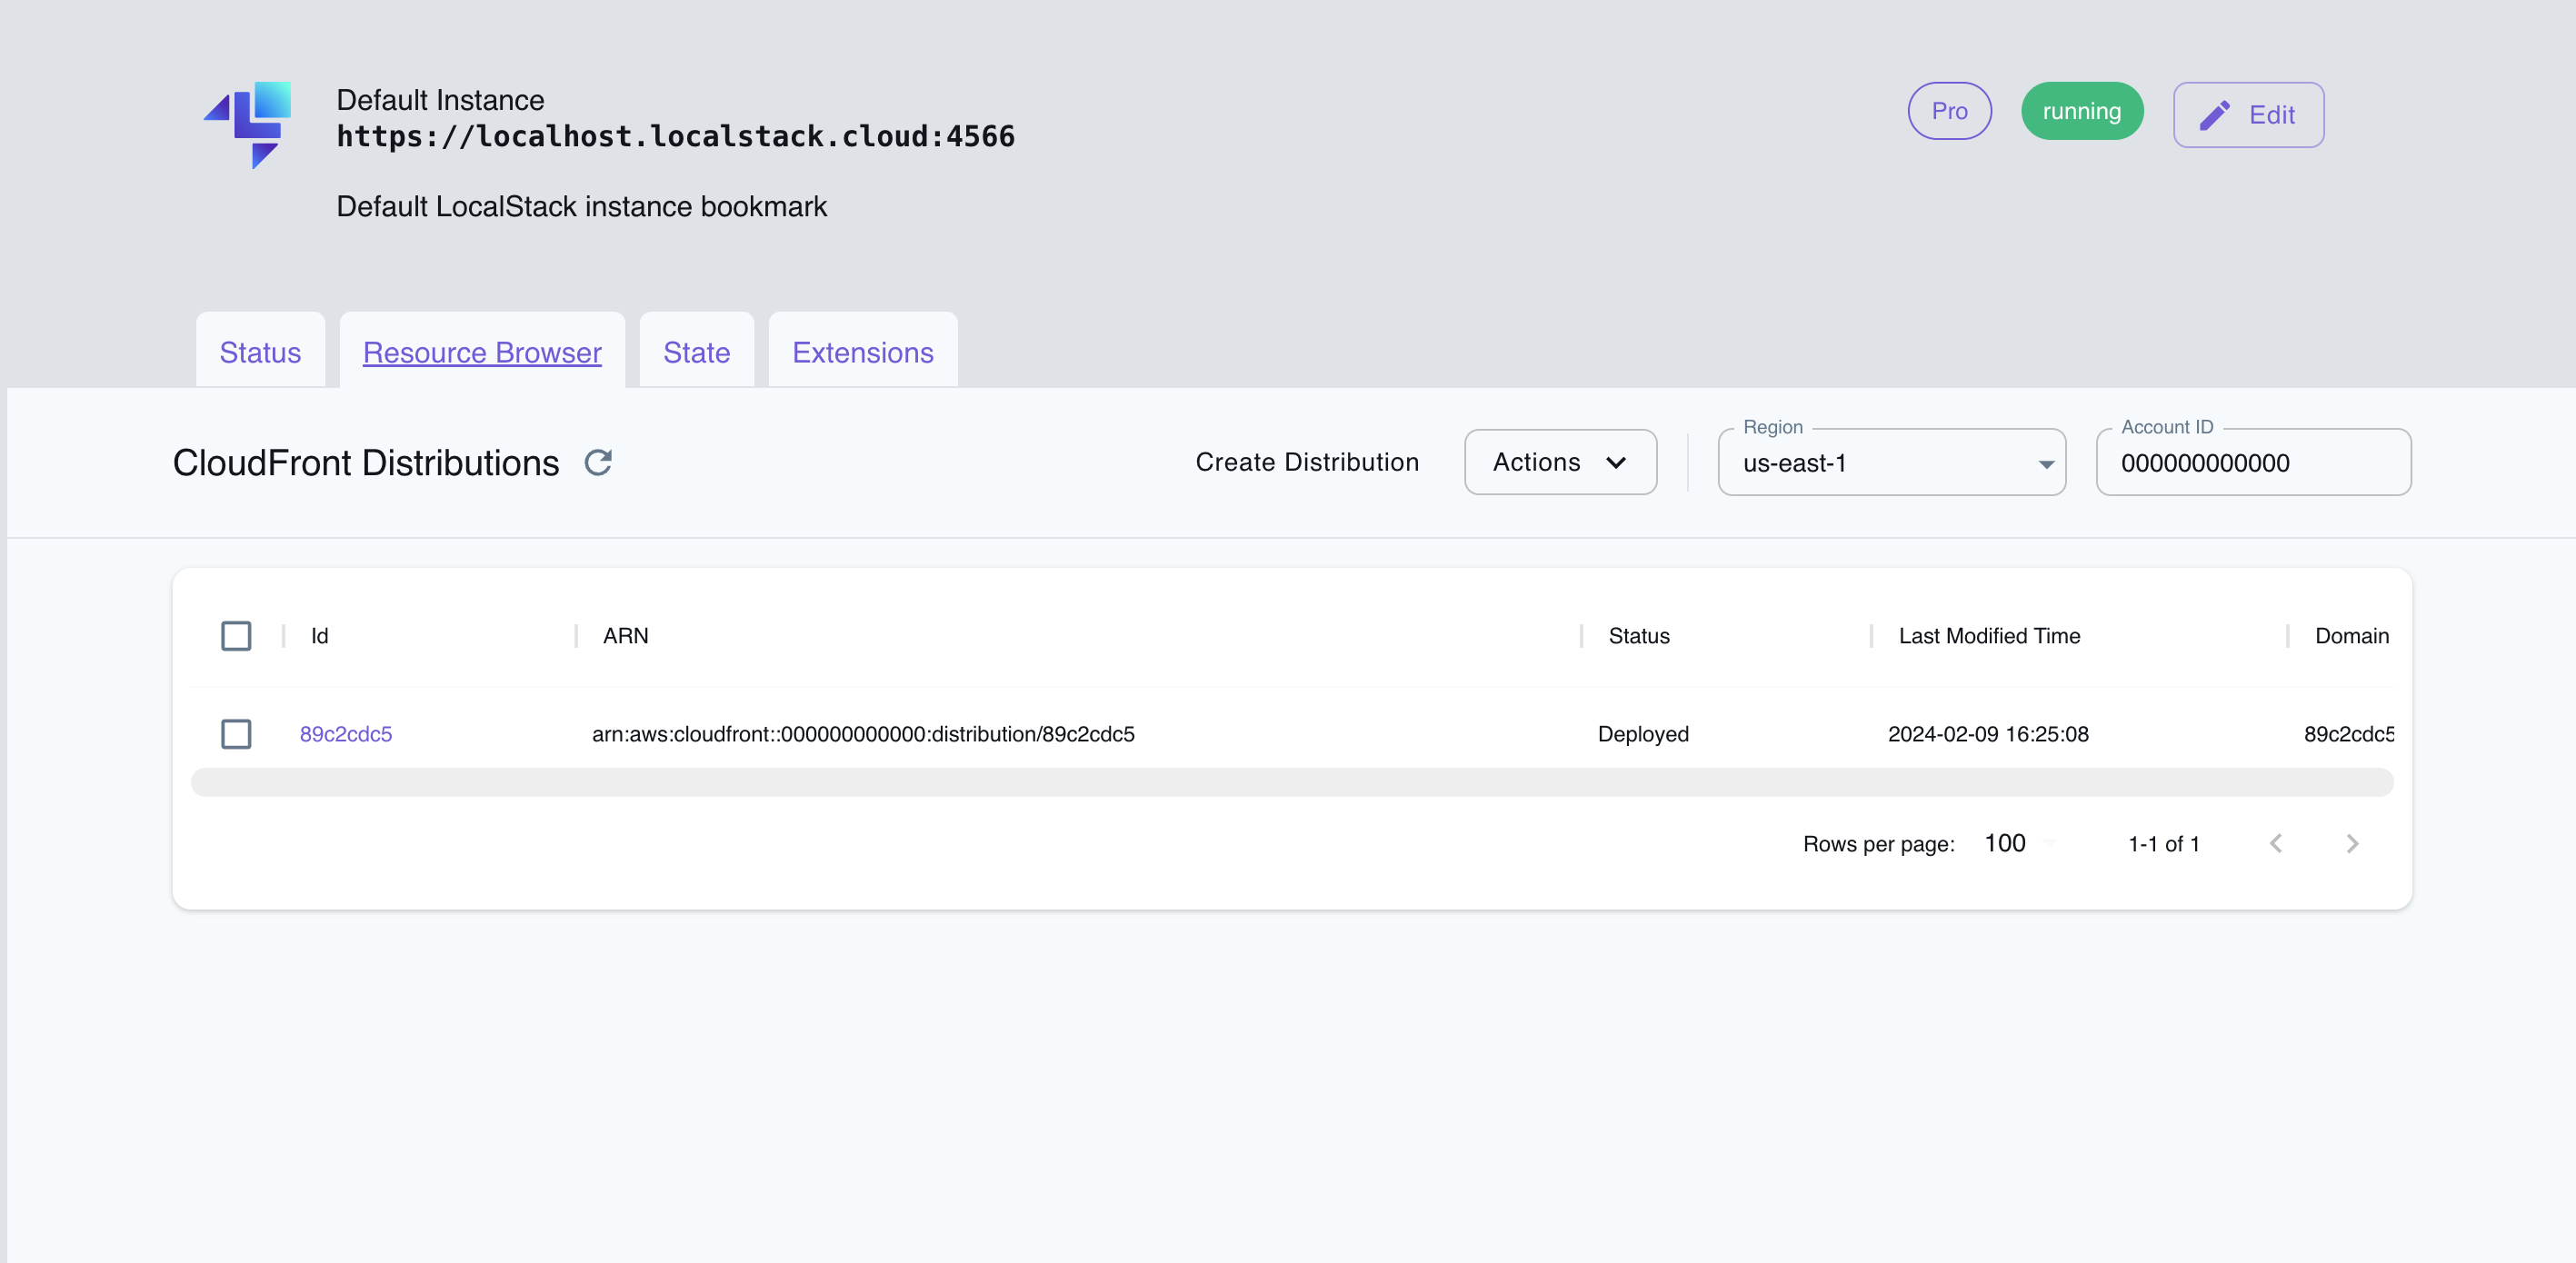 Default Instance
https://localhost.localstack.cloud:4566
Default LocalStack instance bookmark
Pro
running
Edit
Status
Resource Browser
State
Extensions
CloudFront Distributions
Create Distribution
Actions
Region
us-east-1
Account ID
000000000000
Id ARN Status Last Modified Time Domain
89c2cdc5 arn:aws:cloudfront::000000000000:distribution/89c2cdc5 Deployed 2024-02-09 16:25:08 89c2cdc5
Rows per page: 100 1-1 of 1